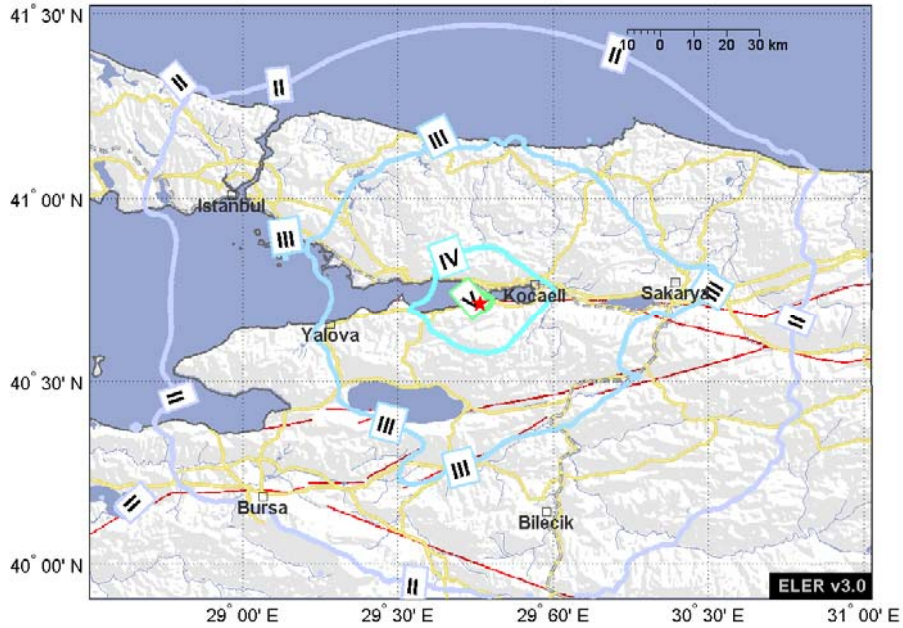 41° 30' N
10 0 10 20 30 km
II
II
II
III
41° 00' N
Istanbul
III
IV
V
Kocaeli
Sakarya
III
II
Yalova
40° 30' N
II
III
III
II
Bursa
Bilecik
40° 00' N
II
ELER v3.0
29° 00' E
29° 30' E
29° 60' E
30° 30' E
31° 00' E